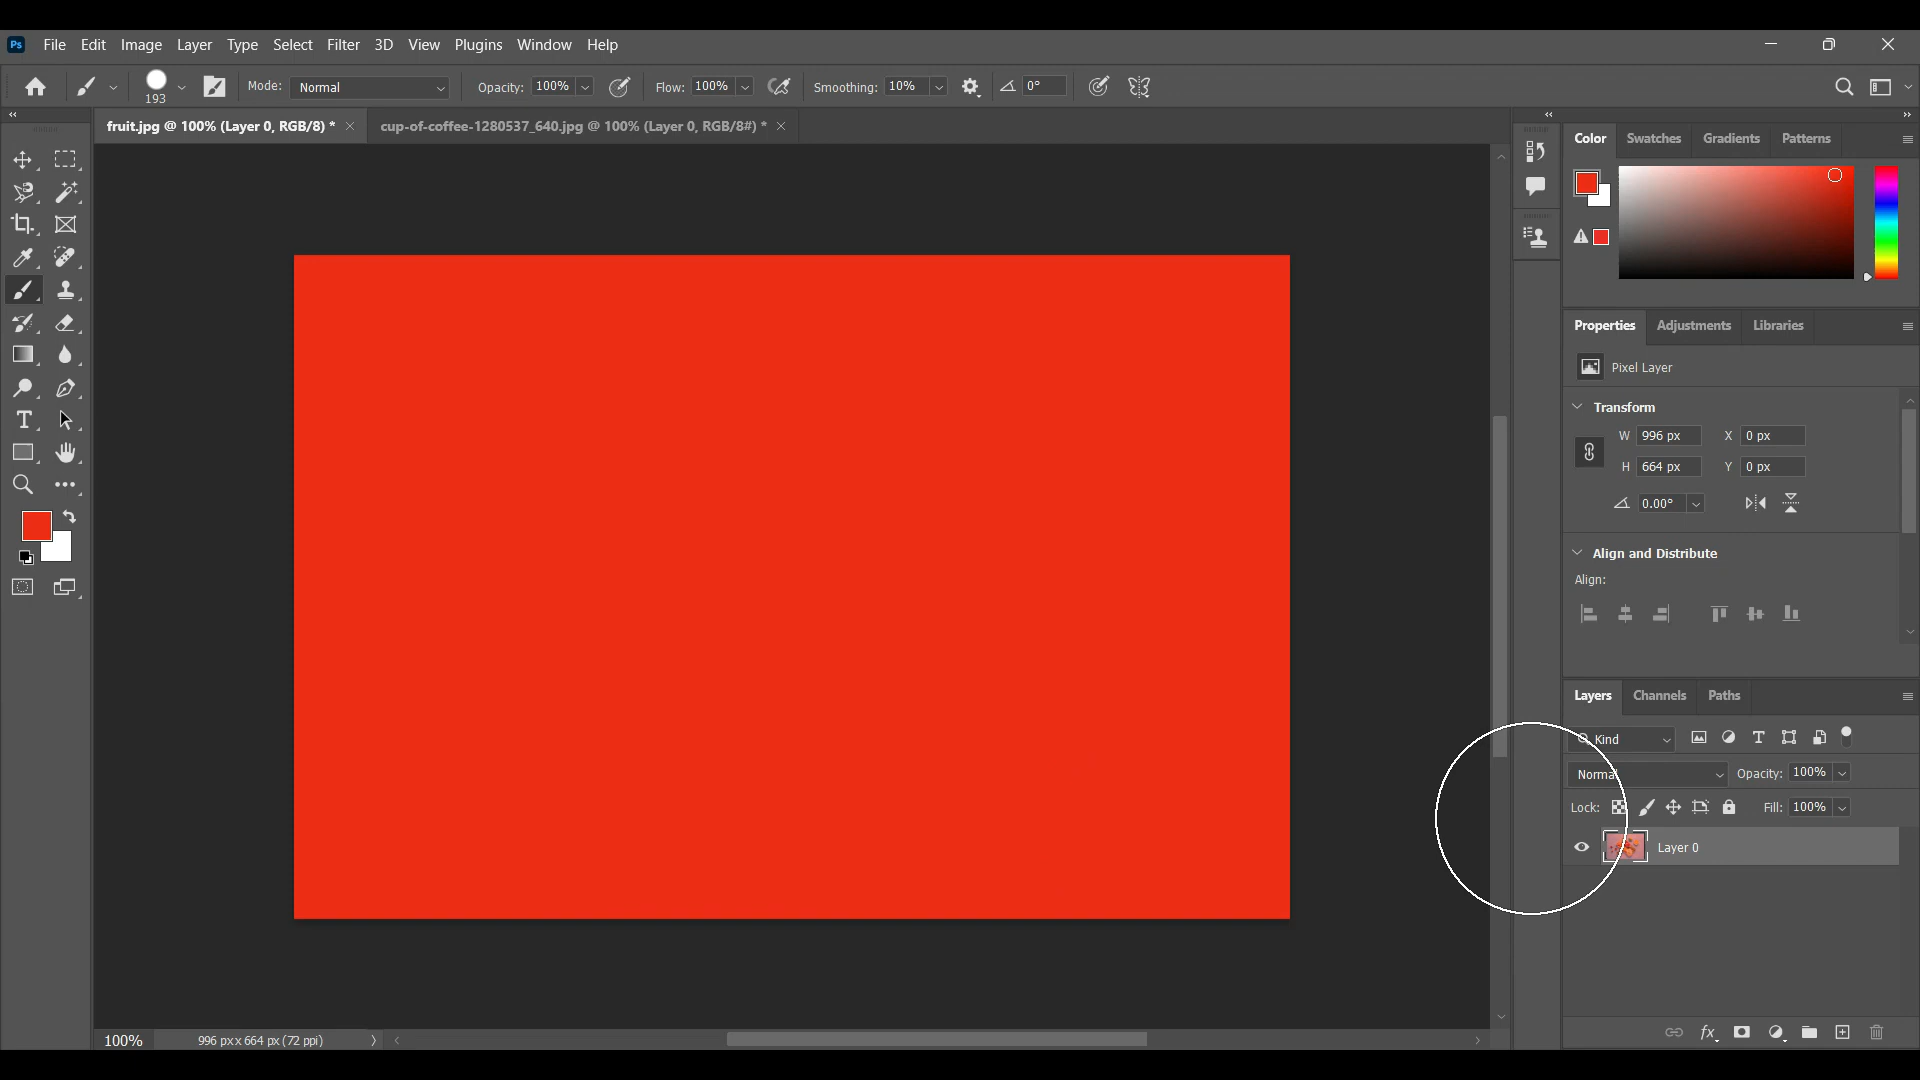 Ps File Edit Image Layer Type Select Filter 3D View Plugins Window Help
193 Mode: Normal Opacity: 100% Flow: 100% Smoothing: 10% 0°
fruit.jpg @ 100% (Layer 0, RGB/8) * cup-of-coffee-1280537_640.jpg @ 100% (Layer 0, RGB/8#) *
Color Swatches Gradients Patterns
Properties Adjustments Libraries
Pixel Layer
Transform
W 996 px X 0 px
H 664 px Y 0 px
0.00°
Align and Distribute
Align:
Layers Channels Paths
Kind
Normal Opacity: 100%
Lock: Fill: 100%
Layer 0
fx
100% 996 px x 664 px (72 ppi)